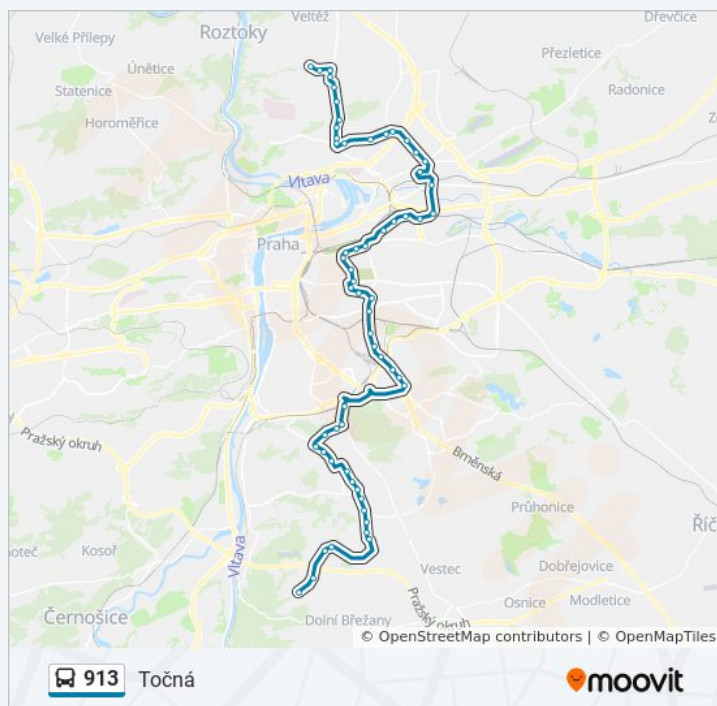 Veltěž
Dřevčice
Roztoky
Velké Přílepy
Přezletice
Únětice
Statenice
Radonice
Horoměřice
Vltava
Praha
Pražský okruh
Brněnská
Průhonice
Říč
oteč
Kosoř
Vltava
Vestec
Dobřejovice
Osnice
Modletice
Pražský okruh
Černošice
Dolní Břežany
© OpenStreetMap contributors | © OpenMapTiles
913 Točná
moovit